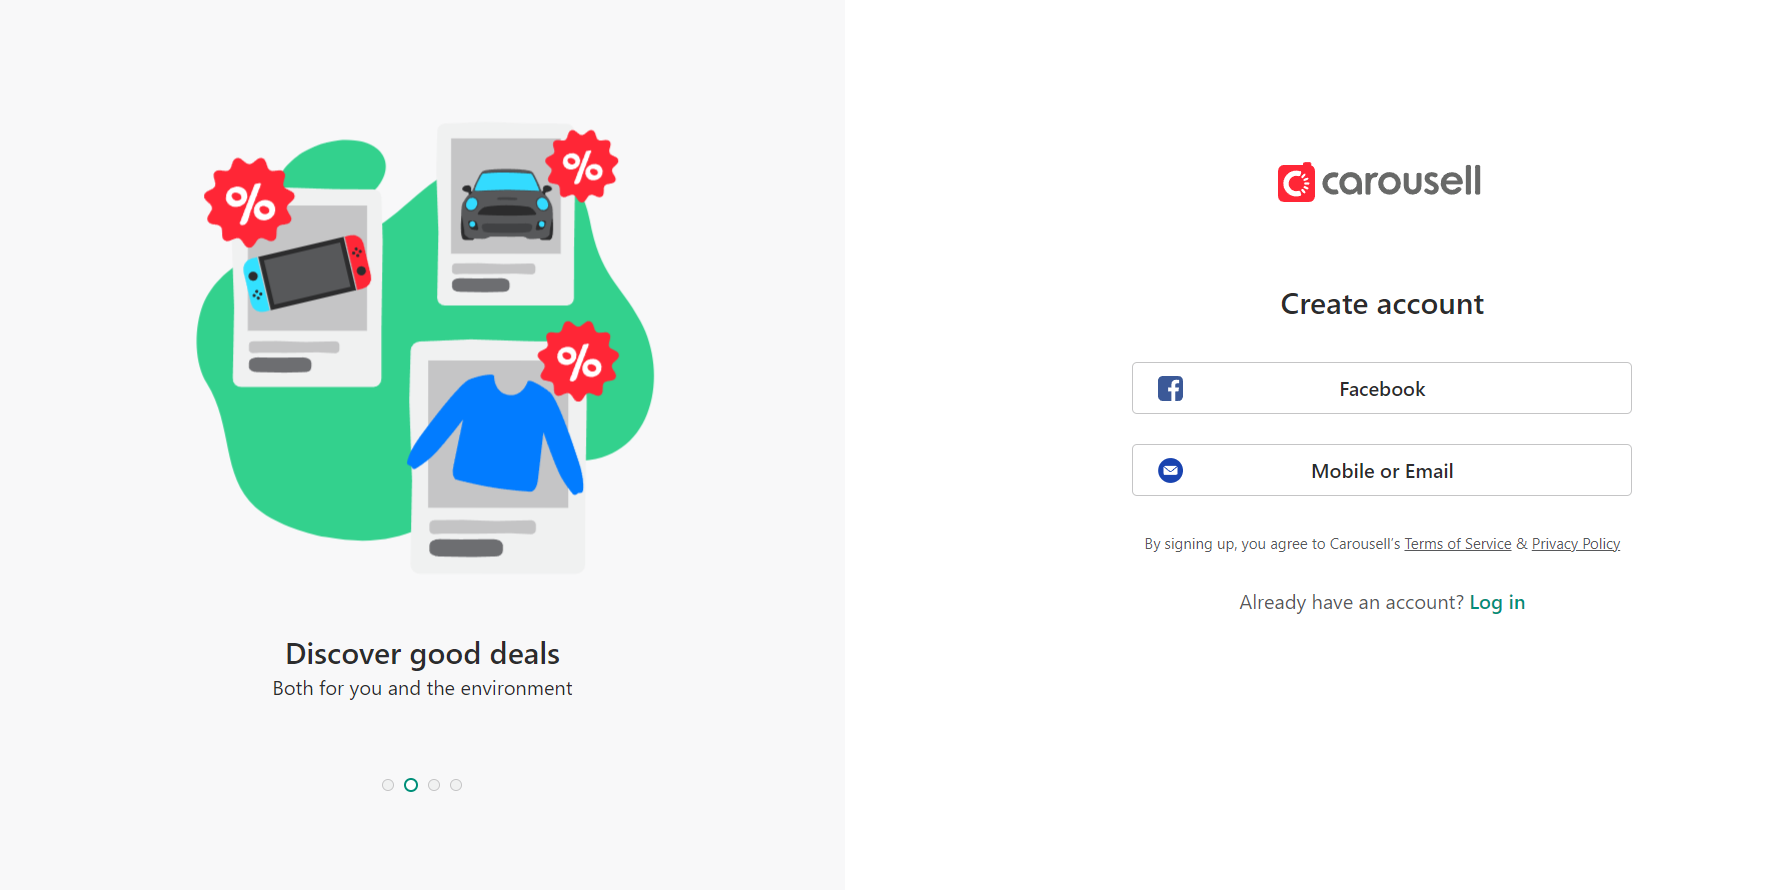 %
%
%
Discover good deals
Both for you and the environment
carousell
Create account
Facebook
Mobile or Email
By signing up, you agree to Carousell's Terms of Service & Privacy Policy
Already have an account? Log in